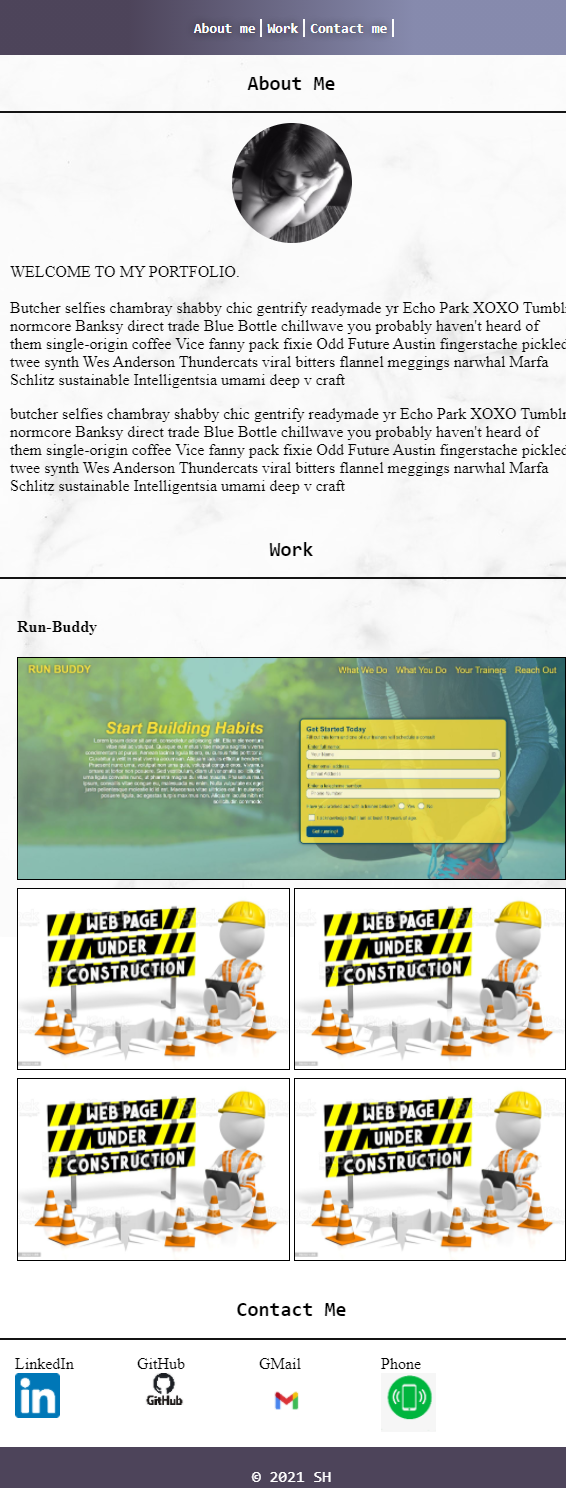 About me
Work
Contact me
About Me
WELCOME TO MY PORTFOLIO.
Butcher selfies chambray shabby chic gentrify readymade yr Echo Park XOXO Tumblr
normcore Banksy direct trade Blue Bottle chillwave you probably haven't heard of
them single-origin coffee Vice fanny pack fixie Odd Future Austin fingerstache pickled
twee synth Wes Anderson Thundercats viral bitters flannel meggings narwhal Marfa
Schlitz sustainable Intelligentsia umami deep v craft
butcher selfies chambray shabby chic gentrify readymade yr Echo Park XOXO Tumblr
normcore Banksy direct trade Blue Bottle chillwave you probably haven't heard of
them single-origin coffee Vice fanny pack fixie Odd Future Austin fingerstache pickled
twee synth Wes Anderson Thundercats viral bitters flannel meggings narwhal Marfa
Schlitz sustainable Intelligentsia umami deep v craft
Work
Run-Buddy
RUN BUDDY
What We Do What You Do Your Trainers Reach Out
Start Building Habits
Get Started Today
WEB PAGE
UNDER
CONSTRUCTION
WEB PAGE
UNDER
CONSTRUCTION
WEB PAGE
UNDER
CONSTRUCTION
WEB PAGE
UNDER
CONSTRUCTION
Contact Me
LinkedIn GitHub GMail Phone
in
GitHub
© 2021 SH